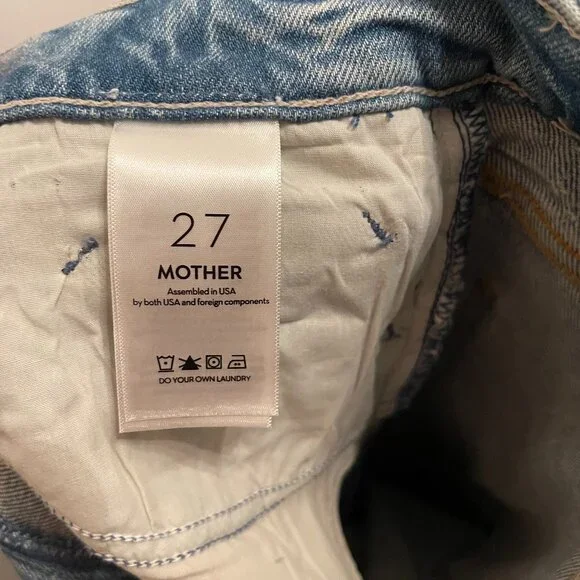 27
MOTHER
Assembled in USA
by both USA and foreign components
DO YOUR OWN LAUNDRY